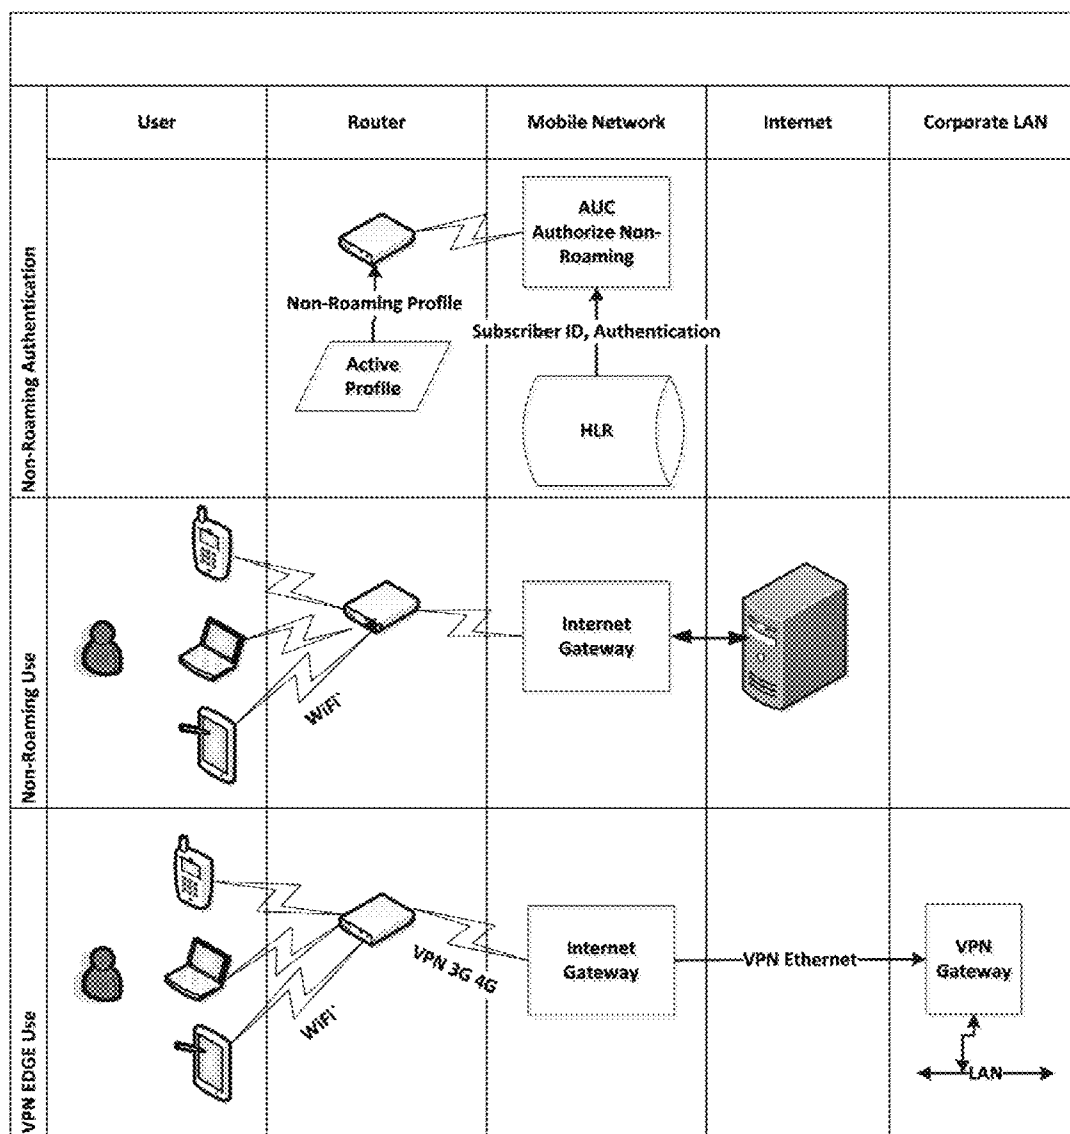 User
Router
Mobile Network
Internet
Corporate LAN
Non-Roaming Authentication
AUC
Authorize Non-
Roaming
Non-Roaming Profile
Subscriber ID, Authentication
Active
Profile
HLR
Non-Roaming Use
Internet
Gateway
WiFi`
VPN EDGE Use
VPN 3G 4G
Internet
Gateway
VPN Ethernet
VPN
Gateway
WiFi`
LAN